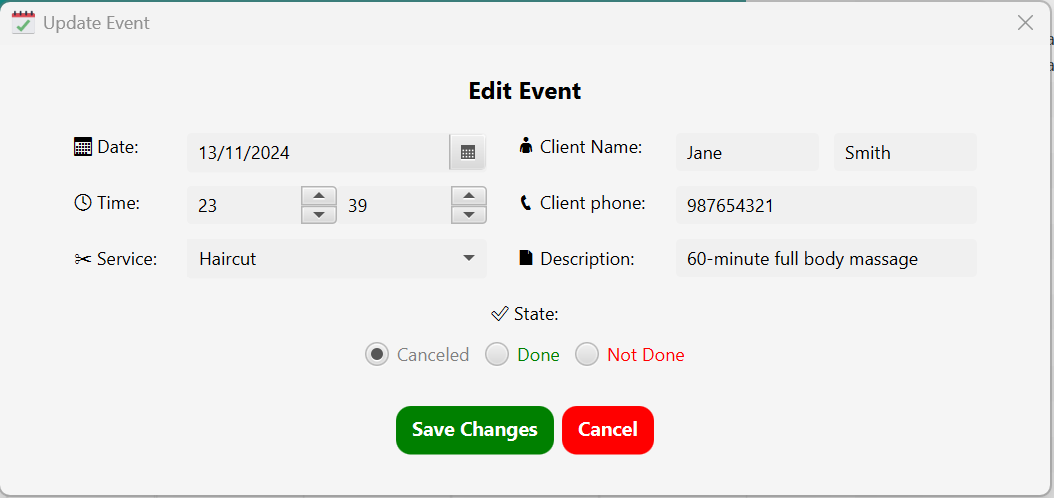 Update Event
Edit Event
Date: 13/11/2024 Client Name: Jane Smith
Time: 23 39 Client phone: 987654321
Service: Haircut Description: 60-minute full body massage
State:
Canceled Done Not Done
Save Changes Cancel